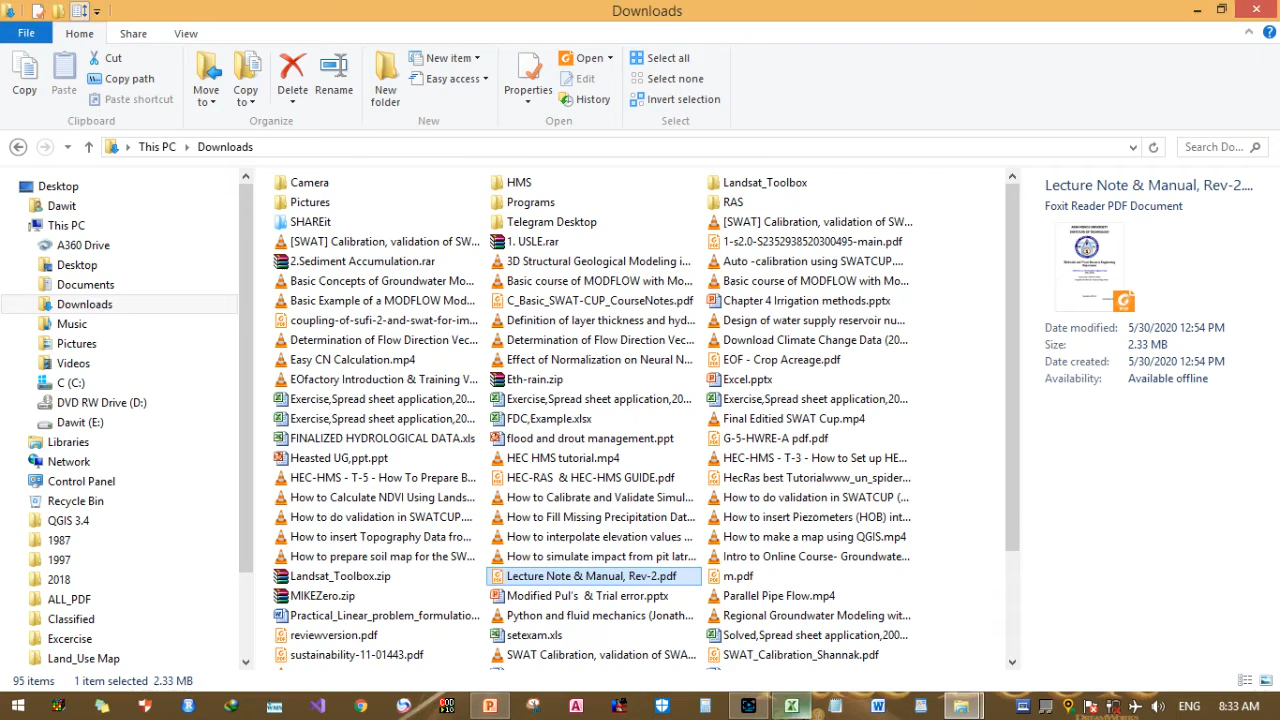 Downloads
File
Home
Share
View
Copy
Paste
Cut
Copy path
Paste shortcut
Clipboard
Move to
Copy to
Delete
Rename
Organize
New folder
New item
Easy access
New
Properties
Open
Edit
History
Open
Select all
Select none
Invert selection
Select
This PC
Downloads
Search Do...
Desktop
Dawit
This PC
A360 Drive
Desktop
Documents
Downloads
Music
Pictures
Videos
C (C:)
DVD RW Drive (D:)
Dawit (E:)
Libraries
Network
Control Panel
Recycle Bin
QGIS 3.4
1987
1997
2018
ALL_PDF
Classified
Excercise
Land_Use Map
Camera
HMS
Landsat_Toolbox
Pictures
Programs
RAS
SHAREit
Telegram Desktop
[SWAT] Calibration, validation of SW...
[SWAT] Calibration, validation of SW...
1. USLE.rar
1-s2.0-S2352938520300495-main.pdf
2.Sediment Accumulation.rar
3D Structural Geological Modeling i...
Auto -calibration using SWATCUP....
Basic Concepts of Groundwater Mo...
Basic course of MODFLOW with Mo...
Basic course of MODFLOW with Mo...
Basic Example of a MODFLOW Mod...
C_Basic_SWAT-CUP_CourseNotes.pdf
Chapter 4 Irrigation methods.pptx
coupling-of-sufi-2-and-swat-for-im...
Definition of layer thickness and hyd...
Design of water supply reservoir nu...
Determination of Flow Direction Vec...
Determination of Flow Direction Vec...
Download Climate Change Data (20...
Easy CN Calculation.mp4
Effect of Normalization on Neural N...
EOF - Crop Acreage.pdf
EOfactory Introduction & Training V...
Eth-rain.zip
Excel.pptx
Exercise,Spread sheet application,20...
Exercise,Spread sheet application,20...
Exercise,Spread sheet application,20...
Exercise,Spread sheet application,20...
FDC,Example.xlsx
Final Editied SWAT Cup.mp4
FINALIZED HYDROLOGICAL DATA.xls
flood and drout management.ppt
G-5-HWRE-A pdf.pdf
Heasted UG,ppt.ppt
HEC HMS tutorial.mp4
HEC-HMS - T-3 - How to Set up HE...
HEC-HMS - T-5 - How To Prepare B...
HEC-RAS & HEC-HMS GUIDE.pdf
HecRas best Tutorialwww_un_spider...
How to Calculate NDVI Using Lands...
How to Calibrate and Validate Simul...
How to do validation in SWATCUP (...
How to do validation in SWATCUP....
How to Fill Missing Precipitation Dat...
How to insert Piezometers (HOB) int...
How to insert Topography Data fro...
How to interpolate elevation values ...
How to make a map using QGIS.mp4
How to prepare soil map for the SW...
How to simulate impact from pit latr...
Intro to Online Course- Groundwate...
Landsat_Toolbox.zip
Lecture Note & Manual, Rev-2.pdf
m.pdf
MIKEZero.zip
Modified Pul's & Trial error.pptx
Parallel Pipe Flow.mp4
Practical_Linear_problem_formulatio...
Python and fluid mechanics (Jonath...
Regional Groundwater Modeling wit...
reviewversion.pdf
setexam.xls
Solved,Spread sheet application,200...
sustainability-11-01443.pdf
SWAT Calibration, validation of SWA...
SWAT_Calibration_Shannak.pdf
Lecture Note & Manual, Rev-2....
Foxit Reader PDF Document
Date modified: 5/30/2020 12:54 PM
Size: 2.33 MB
Date created: 5/30/2020 12:54 PM
Availability: Available offline
95 items 1 item selected 2.33 MB
ENG 8:33 AM